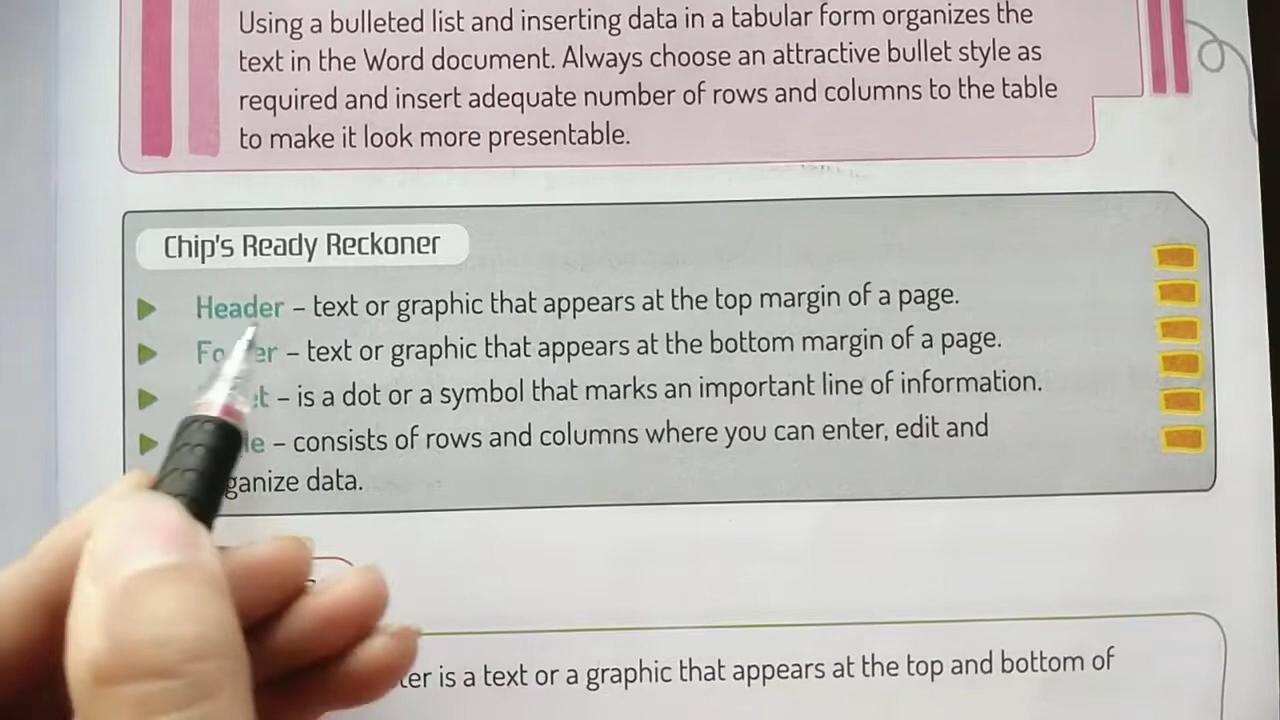 Using a bulleted list and inserting data in a tabular form organizes the
text in the Word document. Always choose an attractive bullet style as
required and insert adequate number of rows and columns to the table
to make it look more presentable.
Chip's Ready Reckoner
Header – text or graphic that appears at the top margin of a page.
– text or graphic that appears at the bottom margin of a page.
– is a dot or a symbol that marks an important line of information.
– consists of rows and columns where you can enter, edit and
data.
is a text or a graphic that appears at the top and bottom of